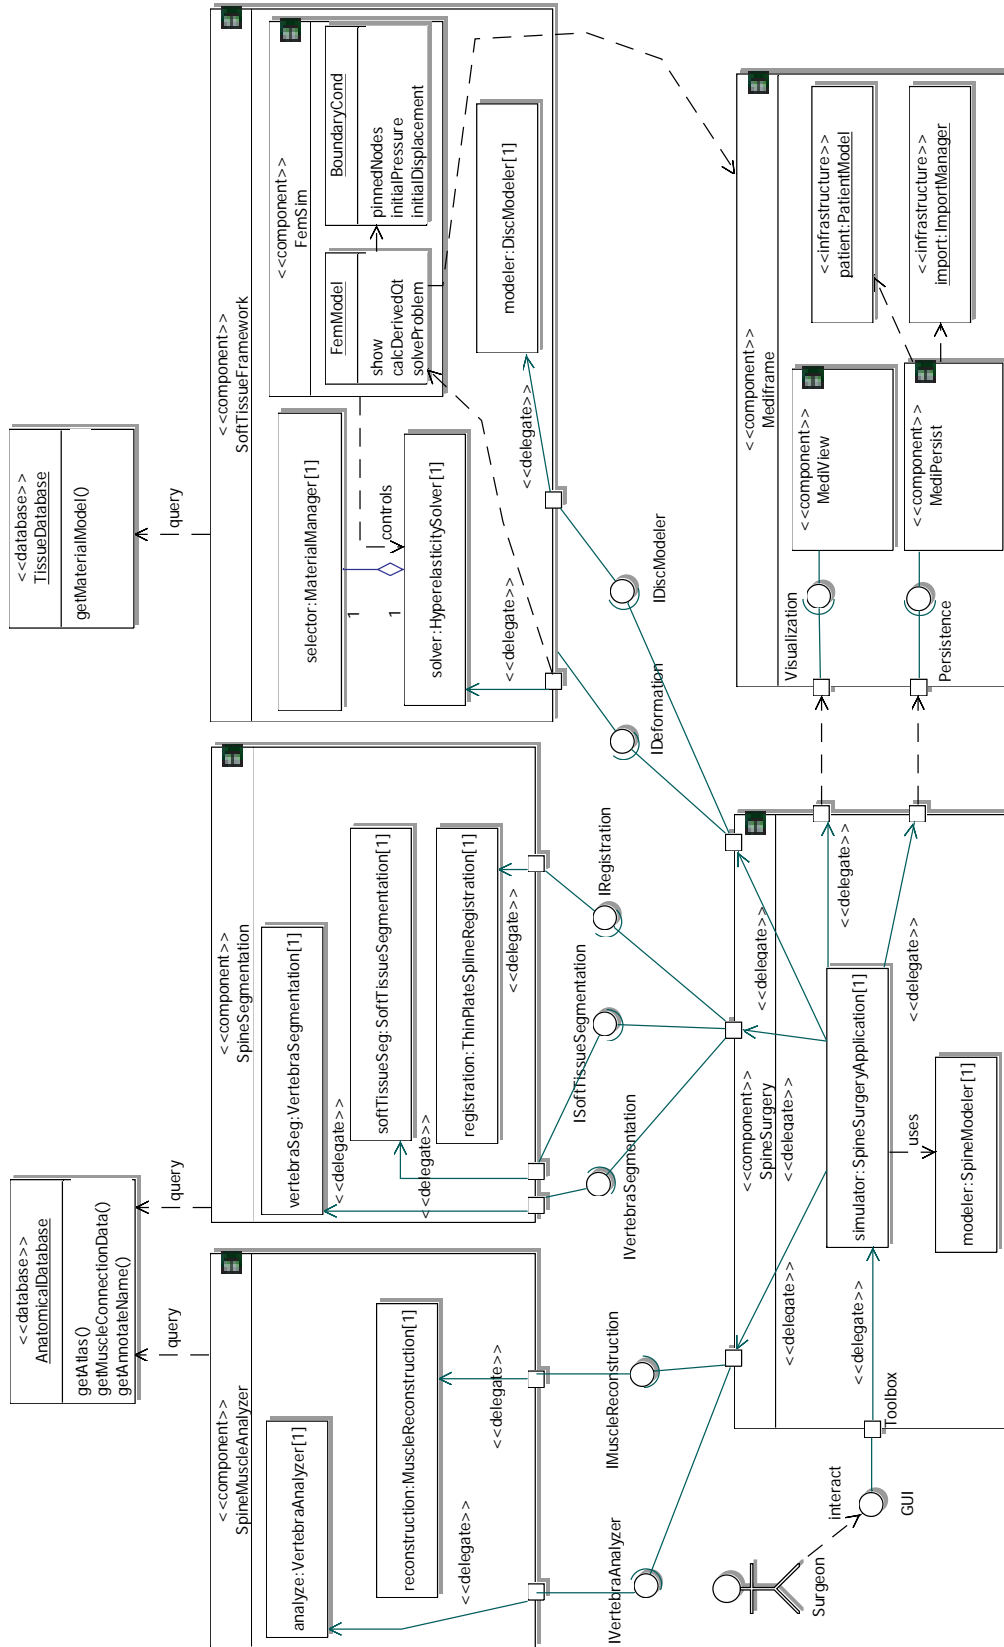 <<database>>
AnatomicalDatabase
getAtlas()
getMuscleConnectionData()
getAnnotateName()
<<database>>
TissueDatabase
getMaterialModel()
query
query
query
<<component>>
SpineMuscleAnalyzer
analyze:VertebraAnalyzer[1]
reconstruction:MuscleReconstruction[1]
<<delegate>>
<<delegate>>
<<component>>
SpineSegmentation
vertebraSeg:VertebraSegmentation[1]
<<delegate>>
softTissueSeg:SoftTissueSegmentation[1]
<<delegate>>
registration:ThinPlateSplineRegistration[1]
<<delegate>>
<<component>>
SoftTissueFramework
selector:MaterialManager[1]
1
1
controls
solver:HyperelasticitySolver[1]
<<delegate>>
<<component>>
FemSim
FemModel
show
calcDerivedQt
solveProblem
BoundaryCond
pinnedNodes
initialPressure
initialDisplacement
modeler:DiscModeler[1]
<<delegate>>
IVertebraAnalyzer
IMuscleReconstruction
IVertebraSegmentation
ISoftTissueSegmentation
IRegistration
IDeformation
IDiscModeler
Surgeon
interact
GUI
Toolbox
<<component>>
SpineSurgery
<<delegate>>
<<delegate>>
<<delegate>>
<<delegate>>
<<delegate>>
<<delegate>>
simulator:SpineSurgeryApplication[1]
uses
modeler:SpineModeler[1]
<<component>>
Mediframe
Visualization
<<component>>
MediView
Persistence
<<component>>
MediPersist
<<infrastructure>>
patient:PatientModel
<<infrastructure>>
import:ImportManager